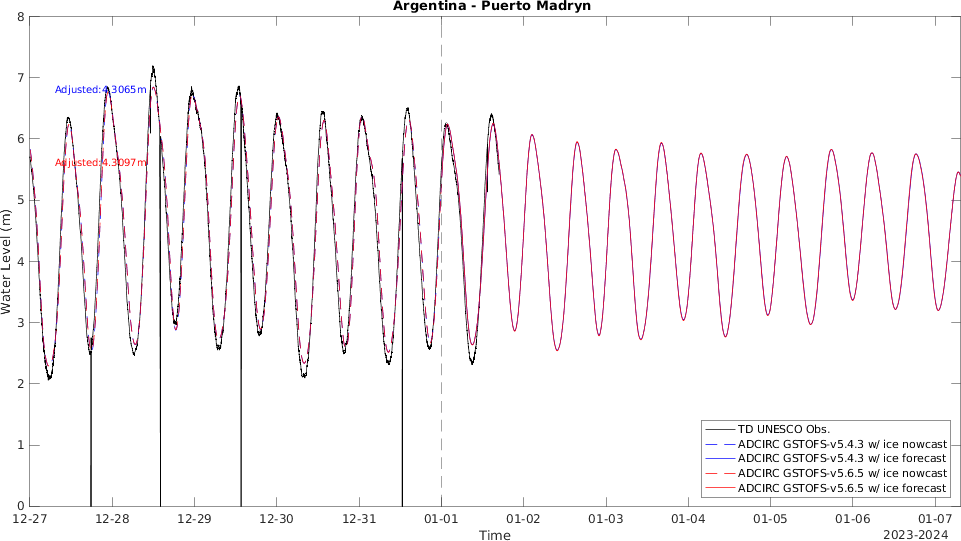 Argentina - Puerto Madryn
8
7
6
5
4
3
2
1
0
Water Level (m)
Adjusted:4.3065m
Adjusted:4.3097m
TD UNESCO Obs.
ADCIRC GSTOFS-v5.4.3 w/ ice nowcast
ADCIRC GSTOFS-v5.4.3 w/ ice forecast
ADCIRC GSTOFS-v5.6.5 w/ ice nowcast
ADCIRC GSTOFS-v5.6.5 w/ ice forecast
12-27 12-28 12-29 12-30 12-31 01-01 01-02 01-03 01-04 01-05 01-06 01-07
Time
2023-2024